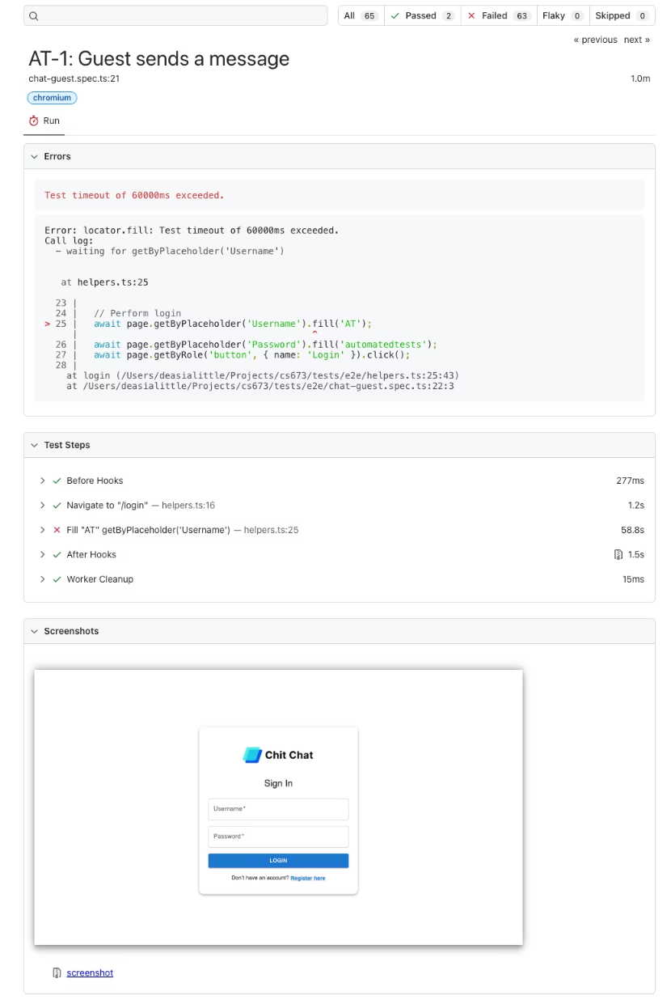 All 65 Passed 2 Failed 63 Flaky 0 Skipped 0
« previous next »
AT-1: Guest sends a message
chat-guest.spec.ts:21 1.0m
chromium
Run
Errors
Test timeout of 60000ms exceeded.
Error: locator.fill: Test timeout of 60000ms exceeded.
Call log:
  - waiting for getByPlaceholder('Username')
   at helpers.ts:25
  23 |
  24 |   // Perform login
> 25 |   await page.getByPlaceholder('Username').fill('AT');
     |                                           ^
  26 |   await page.getByPlaceholder('Password').fill('automatedtests');
  27 |   await page.getByRole('button', { name: 'Login' }).click();
  28 |
    at login (/Users/deasialittle/Projects/cs673/tests/e2e/helpers.ts:25:43)
    at /Users/deasialittle/Projects/cs673/tests/e2e/chat-guest.spec.ts:22:3
Test Steps
Before Hooks 277ms
Navigate to "/login" — helpers.ts:16 1.2s
Fill "AT" getByPlaceholder('Username') — helpers.ts:25 58.8s
After Hooks 1.5s
Worker Cleanup 15ms
Screenshots
Chit Chat
Sign In
Username *
Password *
LOGIN
Don't have an account? Register here
screenshot